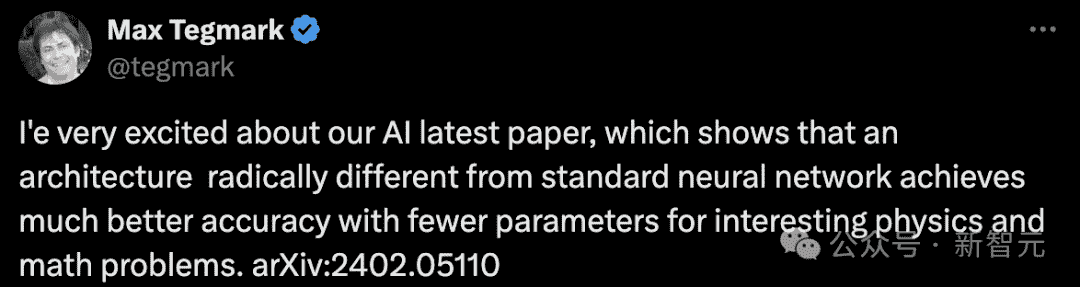 Max Tegmark
@tegmark
I'e very excited about our AI latest paper, which shows that an
architecture  radically different from standard neural network achieves
much better accuracy with fewer parameters for interesting physics and
math problems. arXiv:2402.05110
公众号 · 新智元